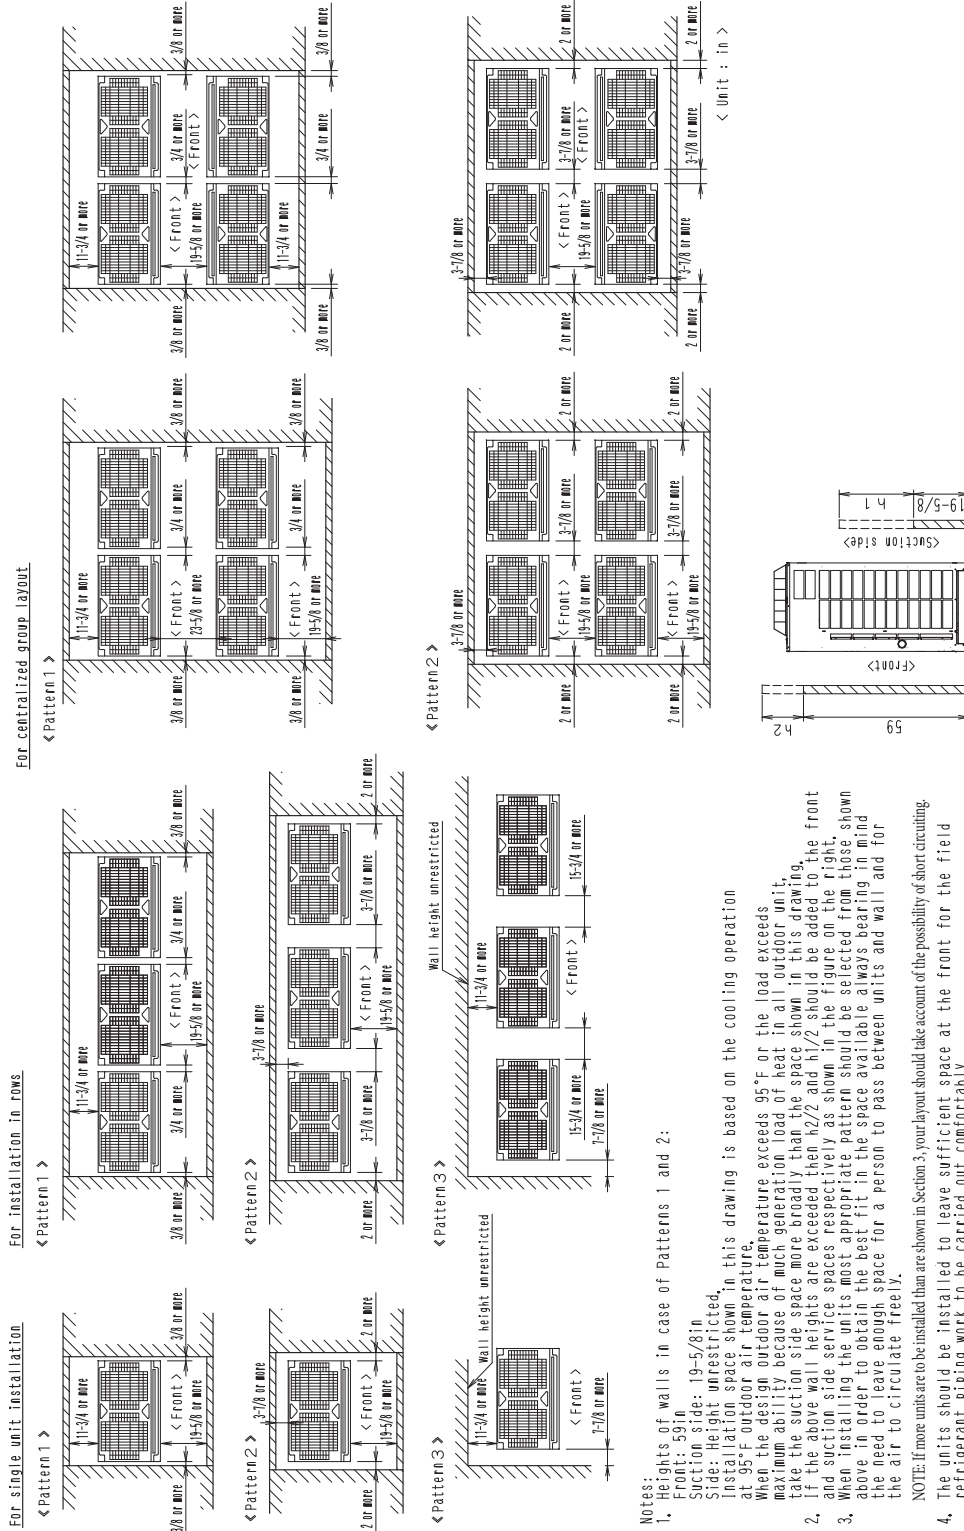 For single unit installation
《Pattern1》
11-3/4 or more
<Front>
19-5/8 or more
3/8 or more
3/8 or more
《Pattern2》
3-7/8 or more
<Front>
19-5/8 or more
2 or more
2 or more
《Pattern3》
Wall height unrestricted
11-3/4 or more
<Front>
7-7/8 or more
For installation in rows
《Pattern1》
11-3/4 or more
<Front>
19-5/8 or more
3/8 or more
3/4 or more
3/4 or more
3/8 or more
《Pattern2》
3-7/8 or more
<Front>
19-5/8 or more
2 or more
3-7/8 or more
3-7/8 or more
2 or more
《Pattern3》
Wall height unrestricted
11-3/4 or more
<Front>
15-3/4 or more
15-3/4 or more
7-7/8 or more
For centralized group layout
《Pattern1》
11-3/4 or more
3/8 or more
3/4 or more
3/8 or more
<Front>
23-5/8 or more
3/8 or more
3/4 or more
3/8 or more
<Front>
19-5/8 or more
11-3/4 or more
3/8 or more
3/4 or more
3/8 or more
<Front>
<Front>
19-5/8 or more
11-3/4 or more
3/8 or more
3/4 or more
3/8 or more
《Pattern2》
3-7/8 or more
2 or more
3-7/8 or more
2 or more
<Front>
19-5/8 or more
2 or more
3-7/8 or more
2 or more
<Front>
19-5/8 or more
3-7/8 or more
2 or more
3-7/8 or more
2 or more
<Front>
<Front>
19-5/8 or more
3-7/8 or more
2 or more
3-7/8 or more
2 or more
<Unit : in>
Notes:
1. Heights of walls in case of Patterns 1 and 2:
Front: 59in
Suction side: 19-5/8in
Side: Height unrestricted.
Installation space shown in this drawing is based on the cooling operation
at 95°F outdoor air temperature.
When the design outdoor air temperature exceeds 95°F or the load exceeds
maximum ability because of much generation load of heat in all outdoor unit,
take the suction side space more broadly than the space shown in this drawing.
2. If the above wall heights are exceeded then h2/2 and h1/2 should be added to the front
and suction side service spaces respectively as shown in the figure on the right.
3. When installing the units most appropriate pattern should be selected from those shown
above in order to obtain the best fit in the space available always bearing in mind
the need to leave enough space for a person to pass between units and wall and for
the air to circulate freely.
NOTE: If more units are to be installed than are shown in Section 3, your layout should take account of the possibility of short circuiting.
4. The units should be installed to leave sufficient space at the front for the field
refrigerant piping work to be carried out comfortably
h2
59
<Front>
<Suction side>
h1
19-5/8